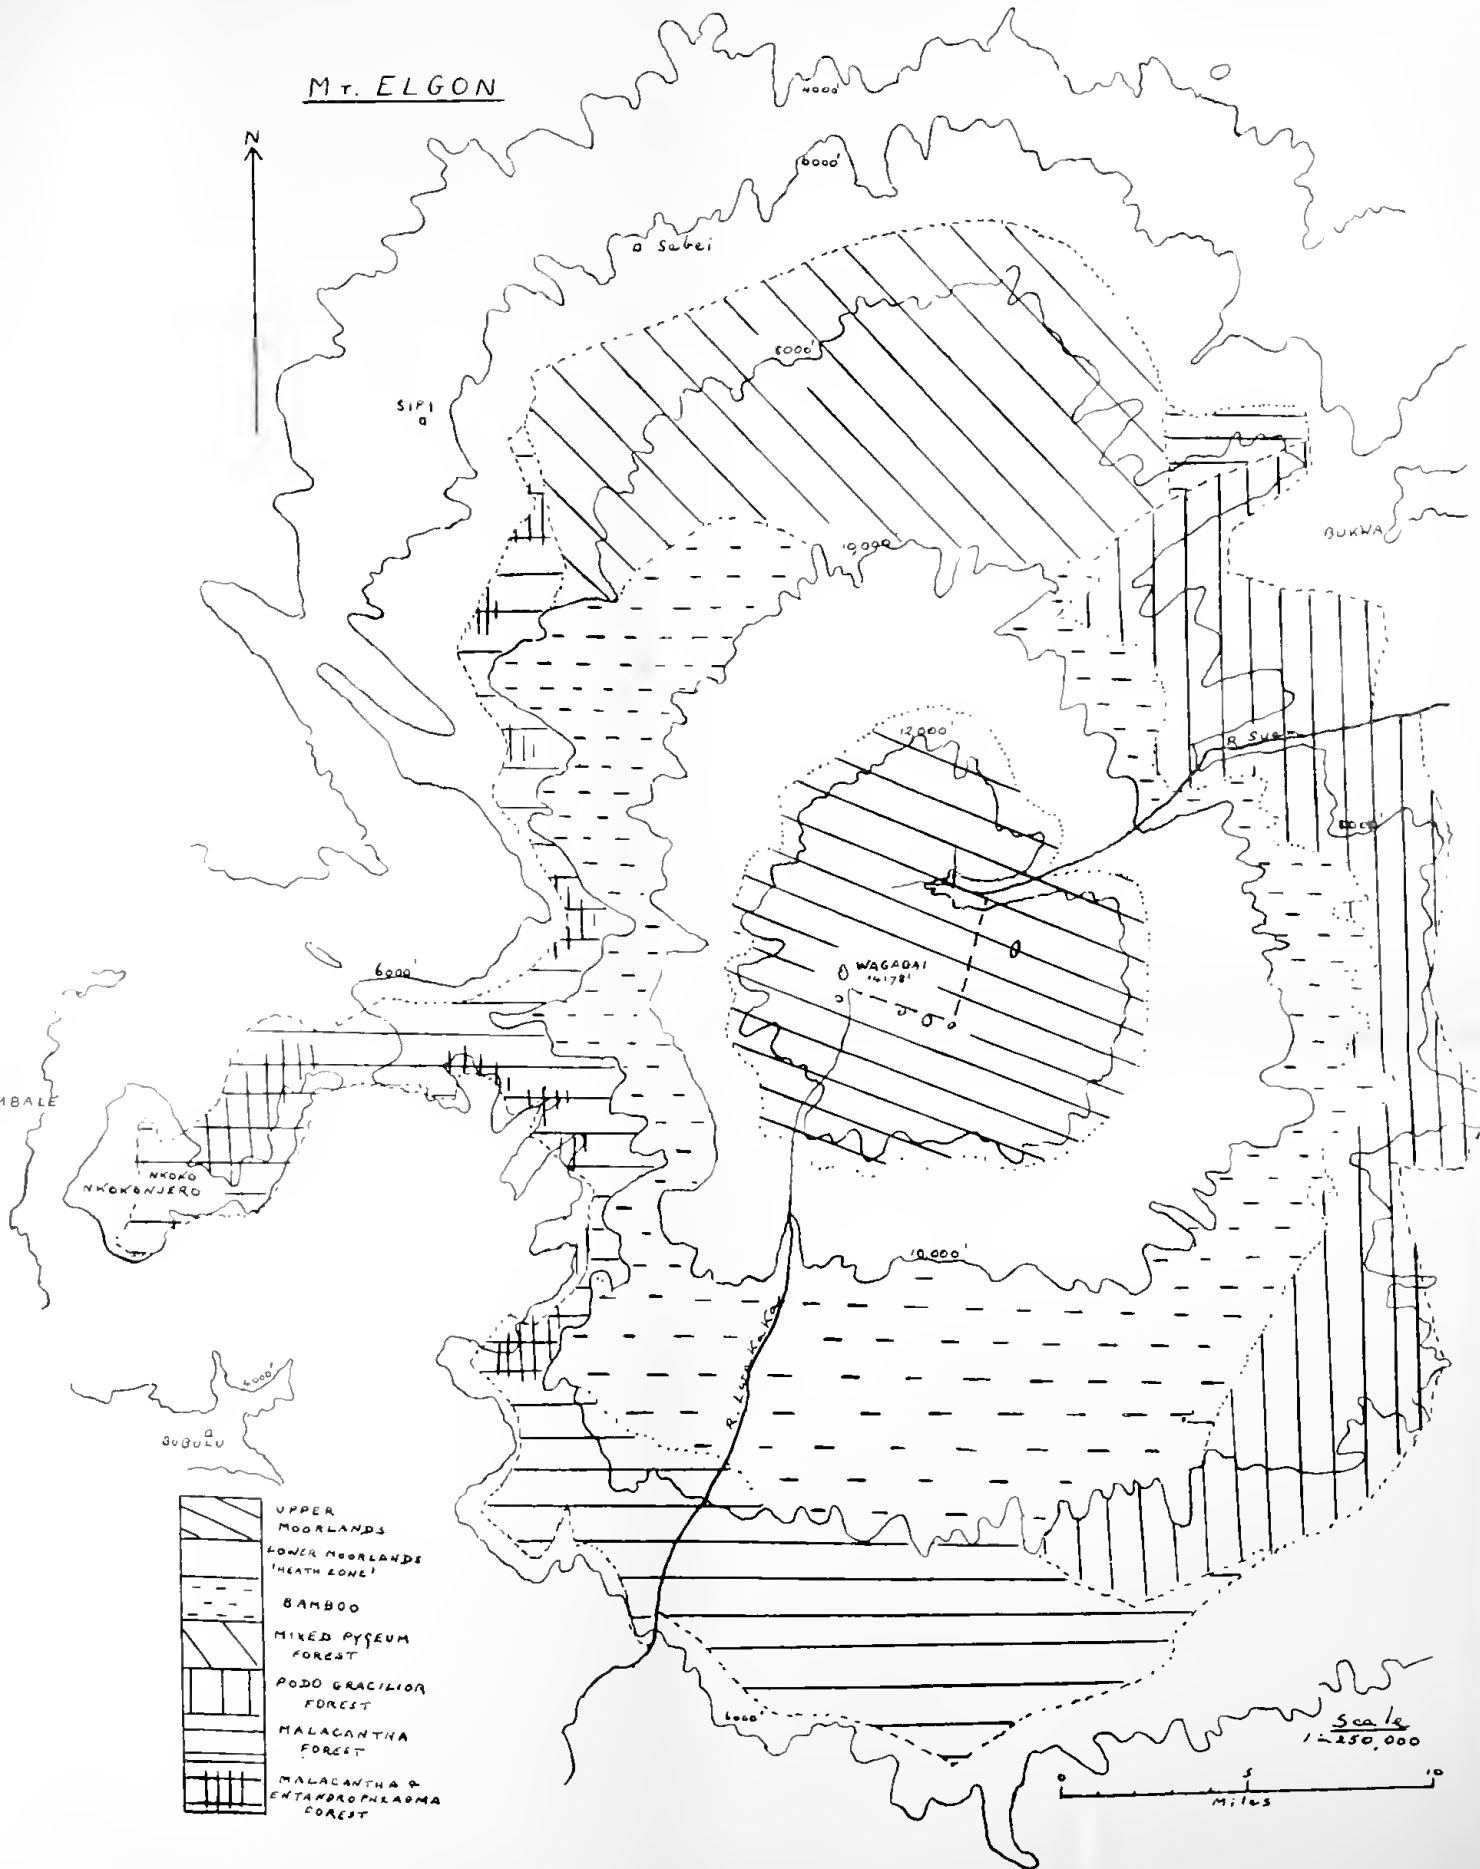 MT. ELGON
N
4000'
6000'
Sabei
8000'
SIPI
10,000'
BUKWA
12,000'
R. Suam
8000
WAGAGAI
14178'
6000'
MBALE
NKOKO
NKOKONJERO
10,000'
R. LWAKAKA
4000'
BUBULU
UPPER
MOORLANDS
LOWER MOORLANDS
'HEATH ZONE'
BAMBOO
MIXED PYGEUM
FOREST
PODO GRACILIOR
FOREST
MALACANTHA
FOREST
MALACANTHA &
ENTANDROPHRAGMA
FOREST
6000'
Scale
1=250,000
0 5 10
Miles